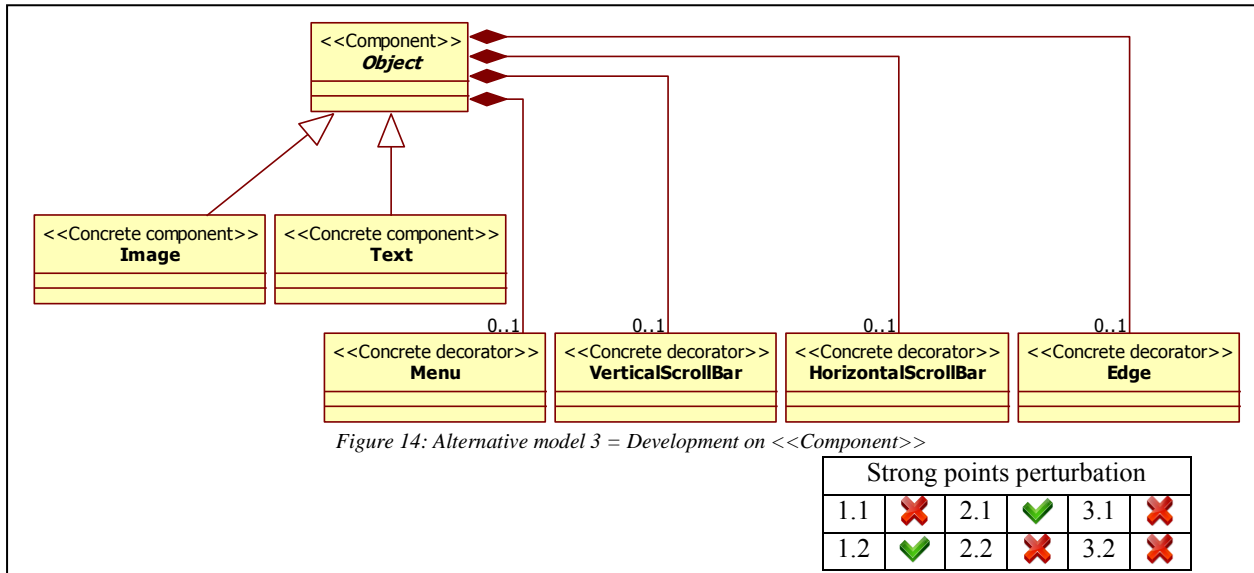 <<Component>>
Object
<<Concrete component>>
Image
<<Concrete component>>
Text
0..1
0..1
0..1
0..1
<<Concrete decorator>>
Menu
<<Concrete decorator>>
VerticalScrollBar
<<Concrete decorator>>
HorizontalScrollBar
<<Concrete decorator>>
Edge
Figure 14: Alternative model 3 = Development on <<Component>>
Strong points perturbation
1.1 ✖ 2.1 ✔ 3.1 ✖
1.2 ✔ 2.2 ✖ 3.2 ✖